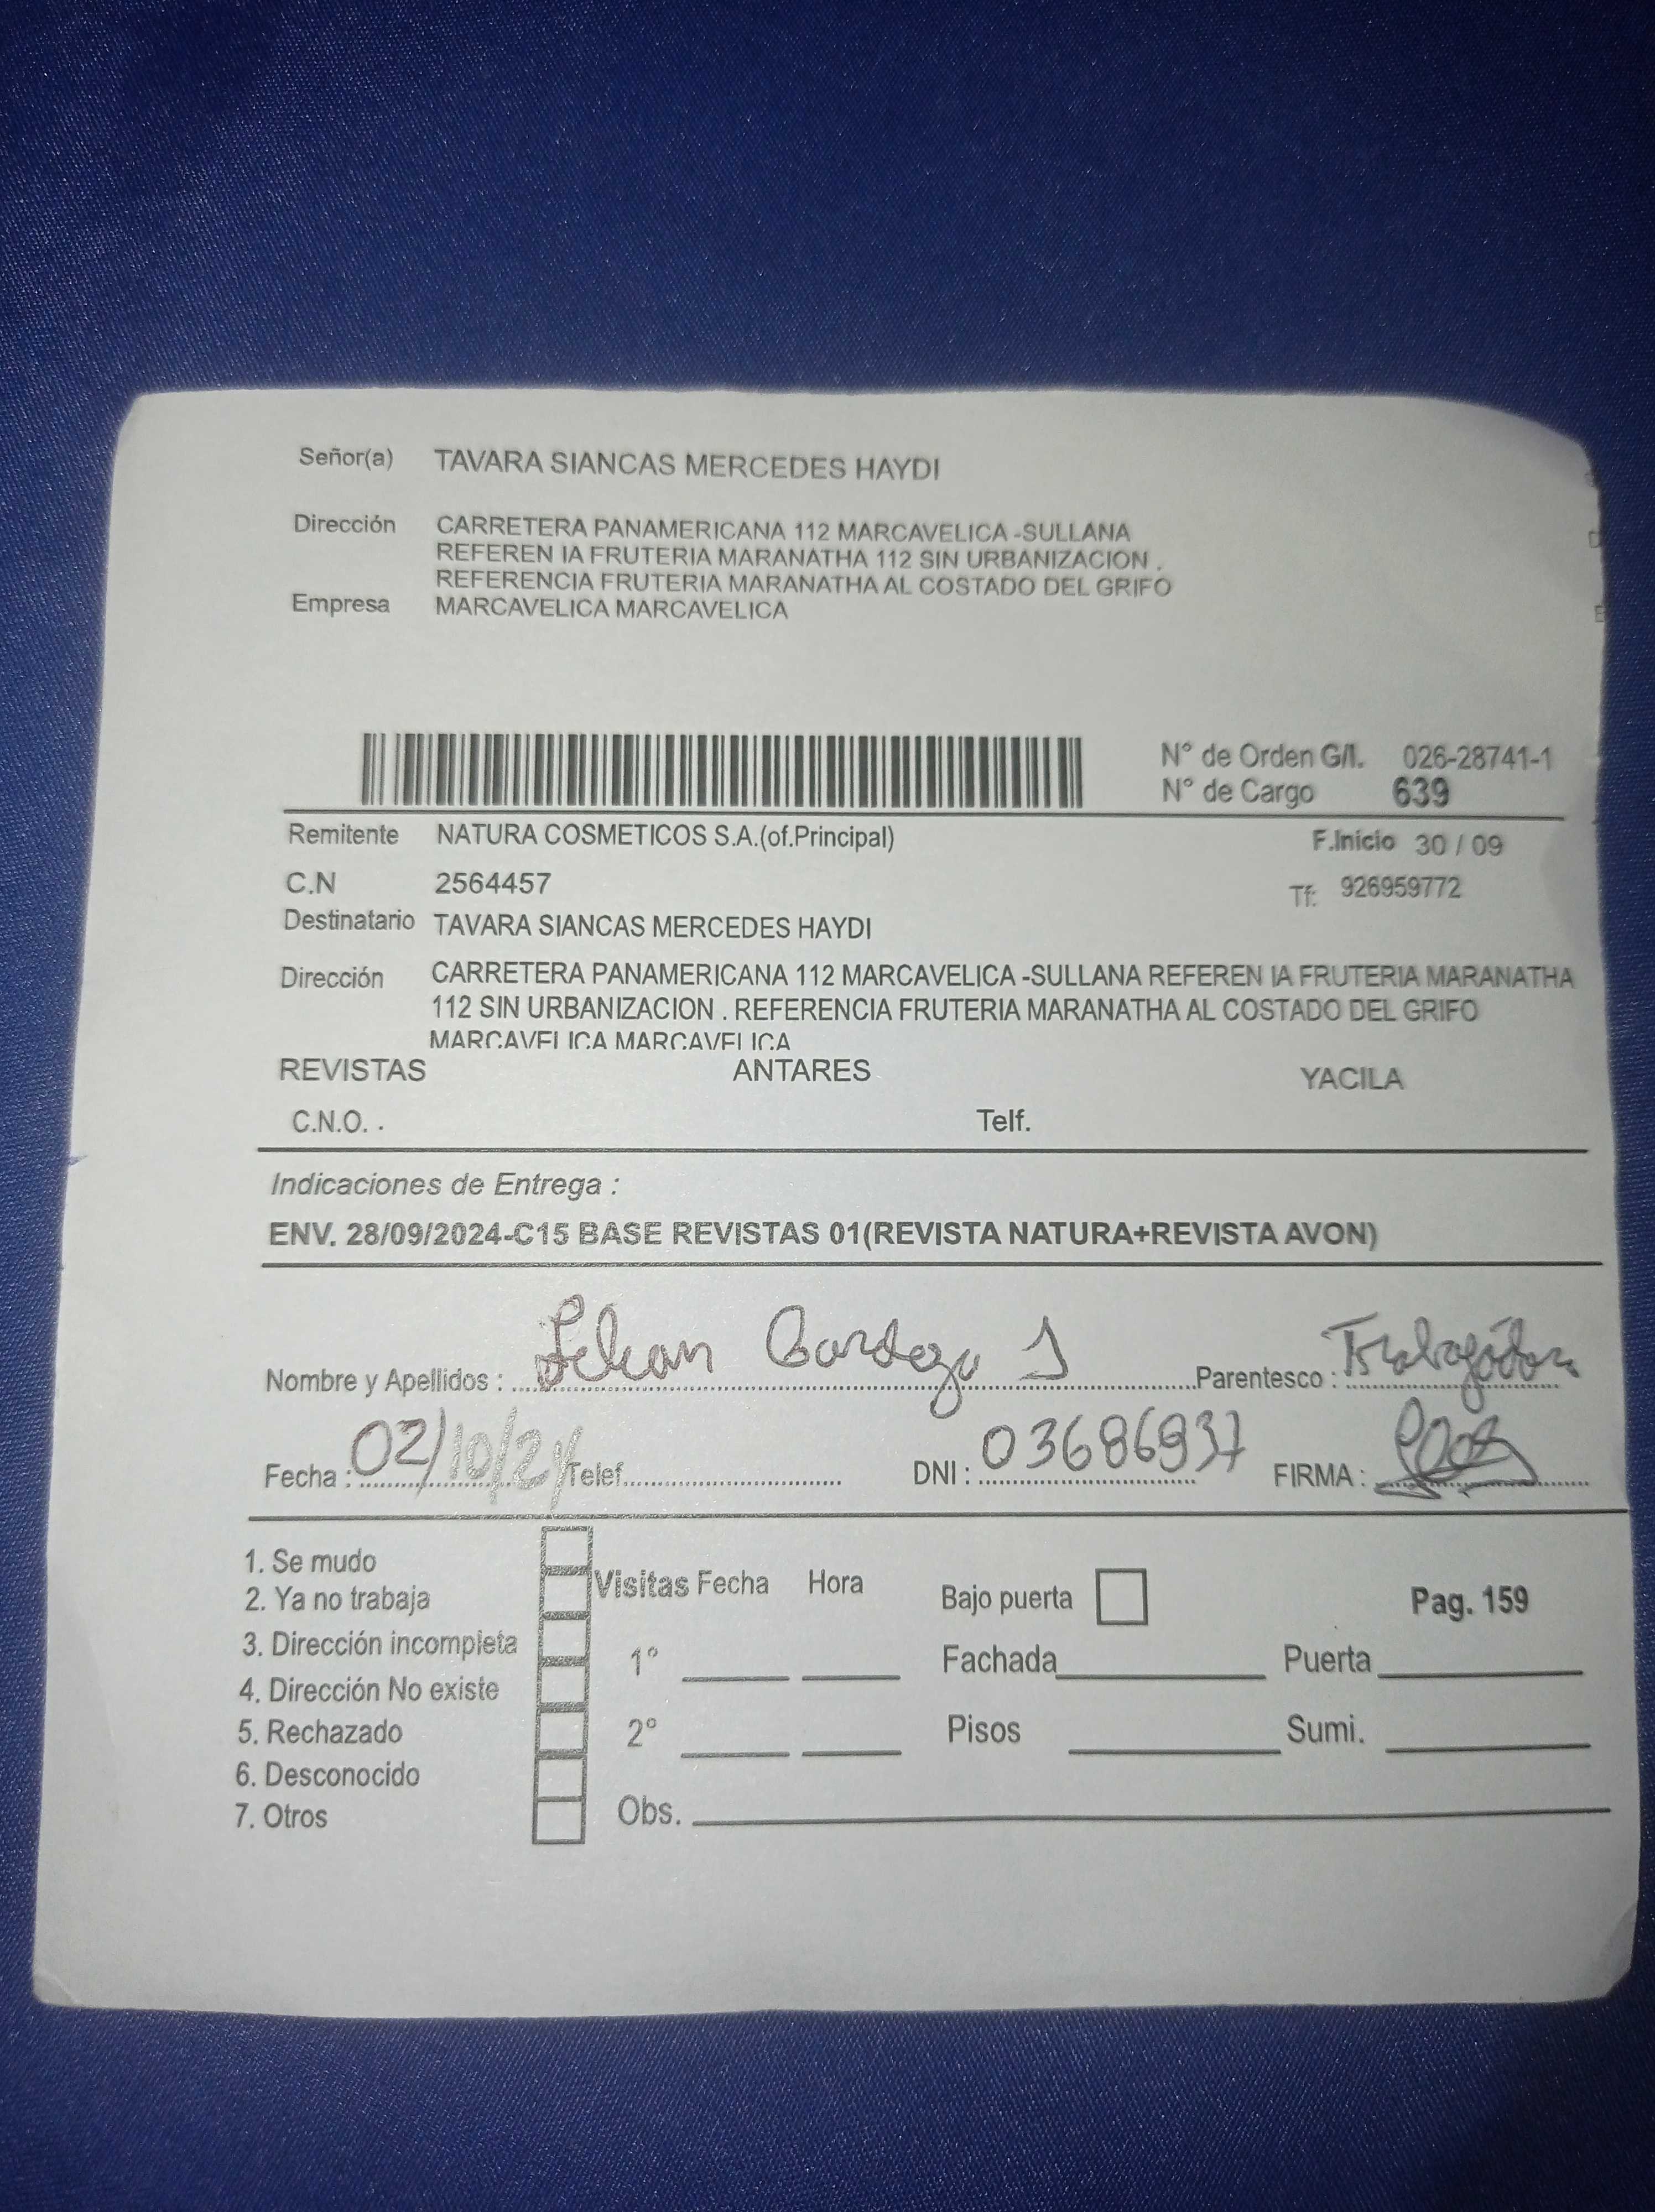 Señor(a) TAVARA SIANCAS MERCEDES HAYDI
Dirección CARRETERA PANAMERICANA 112 MARCAVELICA -SULLANA
REFEREN IA FRUTERIA MARANATHA 112 SIN URBANIZACION .
REFERENCIA FRUTERIA MARANATHA AL COSTADO DEL GRIFO
Empresa MARCAVELICA MARCAVELICA
N° de Orden G/I. 026-28741-1
N° de Cargo 639
Remitente NATURA COSMETICOS S.A.(of.Principal) F.Inicio 30 / 09
C.N 2564457 Tf: 926959772
Destinatario TAVARA SIANCAS MERCEDES HAYDI
Dirección CARRETERA PANAMERICANA 112 MARCAVELICA -SULLANA REFEREN IA FRUTERIA MARANATHA
112 SIN URBANIZACION . REFERENCIA FRUTERIA MARANATHA AL COSTADO DEL GRIFO
MARCAVELICA MARCAVELICA
REVISTAS ANTARES YACILA
C.N.O. . Telf.
Indicaciones de Entrega :
ENV. 28/09/2024-C15 BASE REVISTAS 01(REVISTA NATURA+REVISTA AVON)
Nombre y Apellidos : Parentesco :
Fecha : 02/10/24 Telef. DNI : 03686937 FIRMA :
1. Se mudo
2. Ya no trabaja Visitas Fecha Hora Bajo puerta Pag. 159
3. Dirección incompleta 1° Fachada Puerta
4. Dirección No existe
5. Rechazado 2° Pisos Sumi.
6. Desconocido
7. Otros Obs.